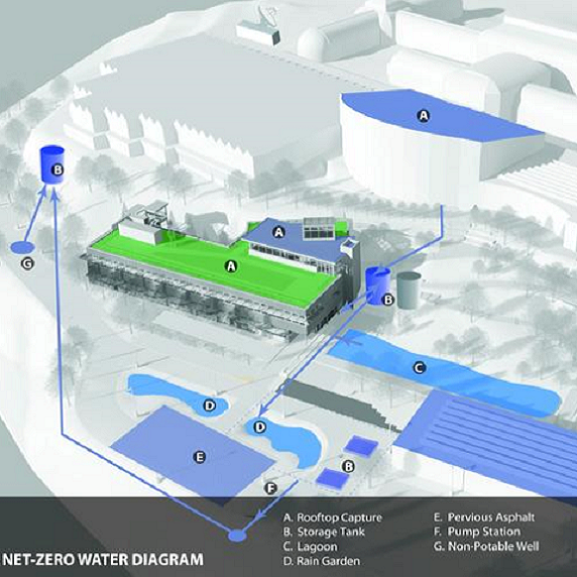 A
B
A
G
A
B
C
D
D
E
B
F
A. Rooftop Capture
B. Storage Tank
C. Lagoon
D. Rain Garden
E. Pervious Asphalt
F. Pump Station
G. Non-Potable Well
NET-ZERO WATER DIAGRAM